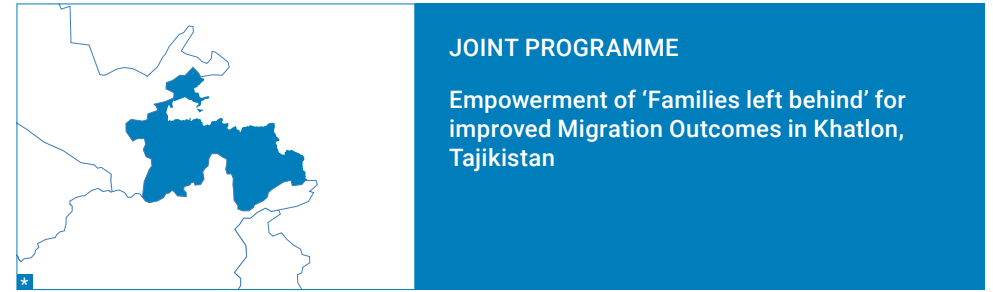 JOINT PROGRAMME
Empowerment of ‘Families left behind’ for
improved Migration Outcomes in Khatlon,
Tajikistan
*